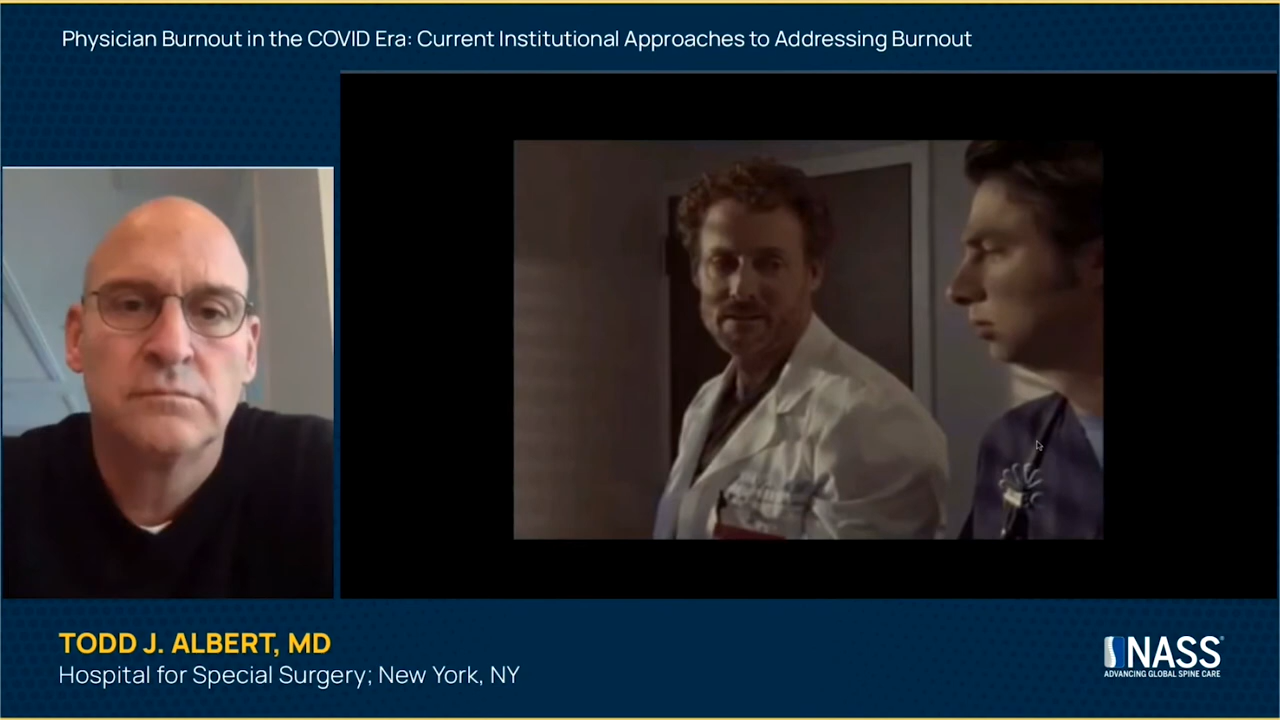 Physician Burnout in the COVID Era: Current Institutional Approaches to Addressing Burnout
TODD J. ALBERT, MD
Hospital for Special Surgery; New York, NY
NASS
ADVANCING GLOBAL SPINE CARE